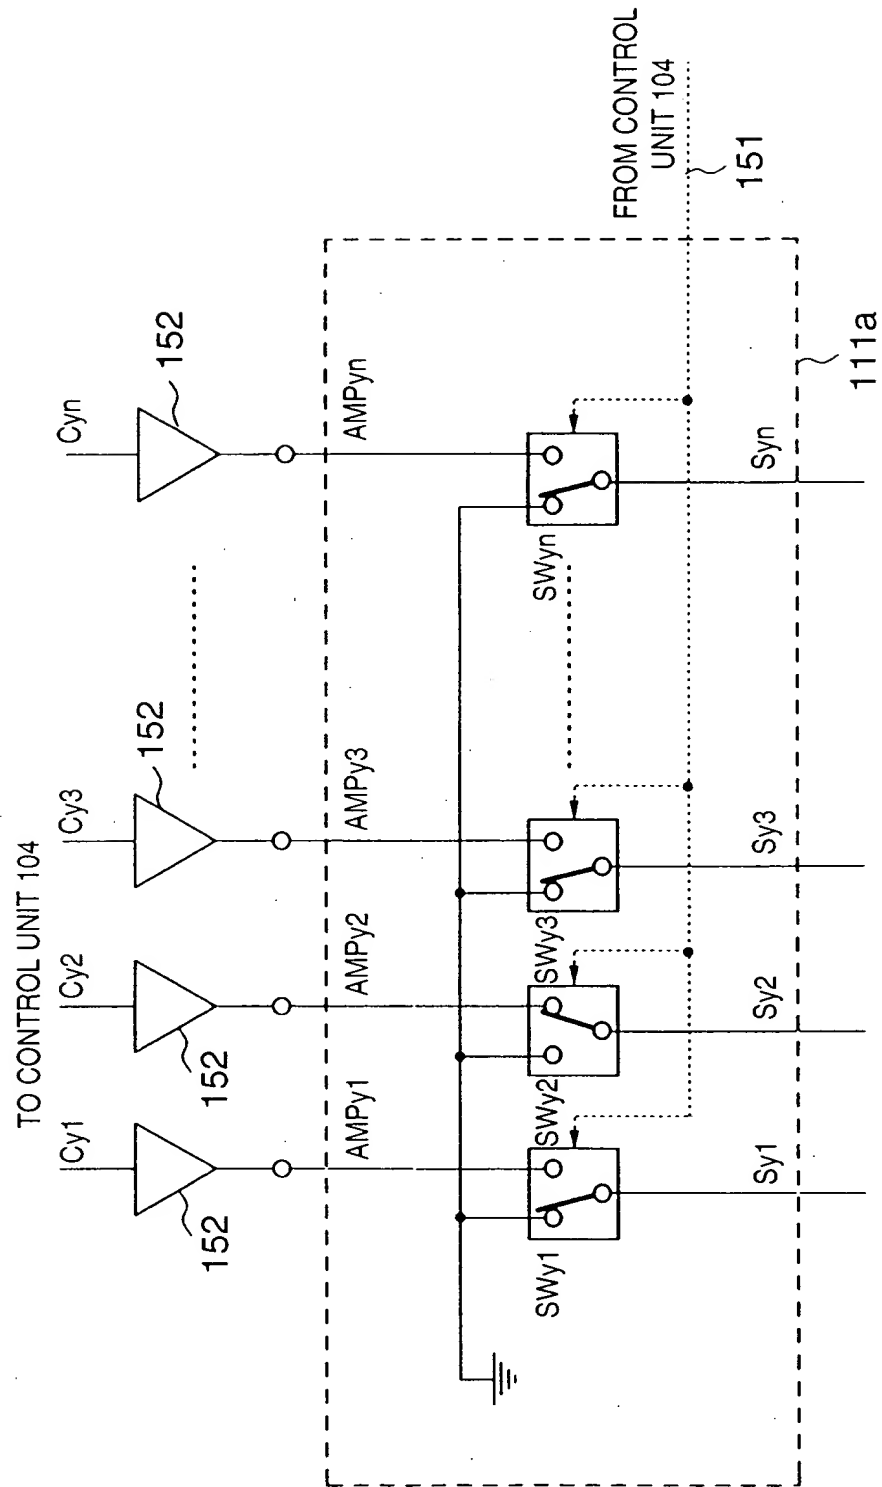 TO CONTROL UNIT 104
Cy1
Cy2
Cy3
Cyn
152
152
152
152
AMPy1
AMPy2
AMPy3
AMPyn
FROM CONTROL
UNIT 104
151
SWy1
SWy2
SWy3
SWyn
Sy1
Sy2
Sy3
Syn
111a